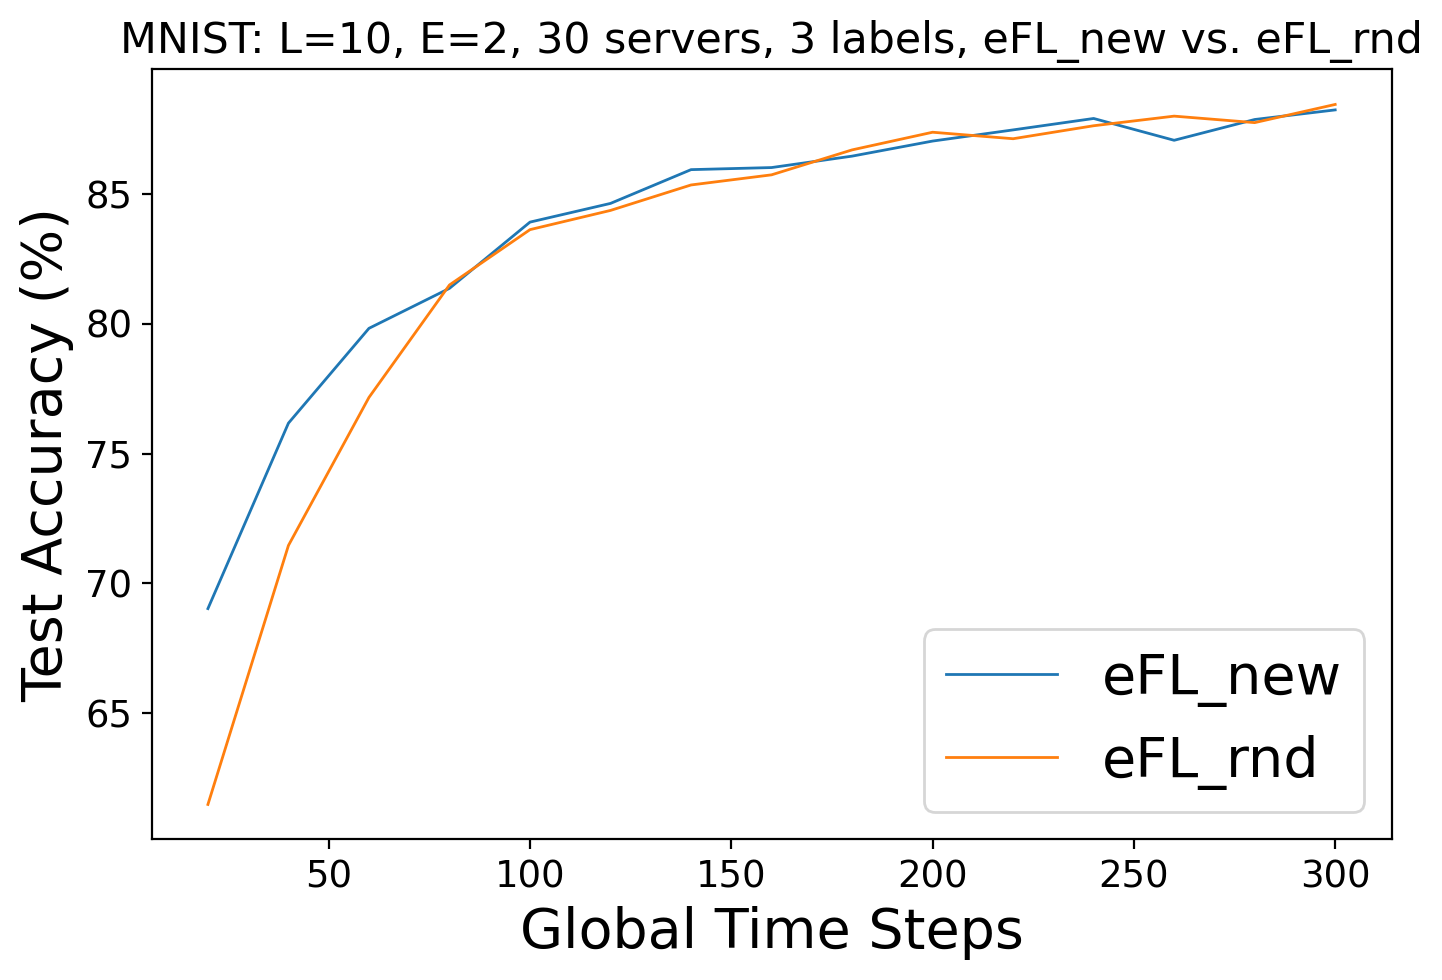 MNIST: L=10, E=2, 30 servers, 3 labels, eFL_new vs. eFL_rnd
Test Accuracy (%)
85
80
75
70
65
eFL_new
eFL_rnd
50 100 150 200 250 300
Global Time Steps